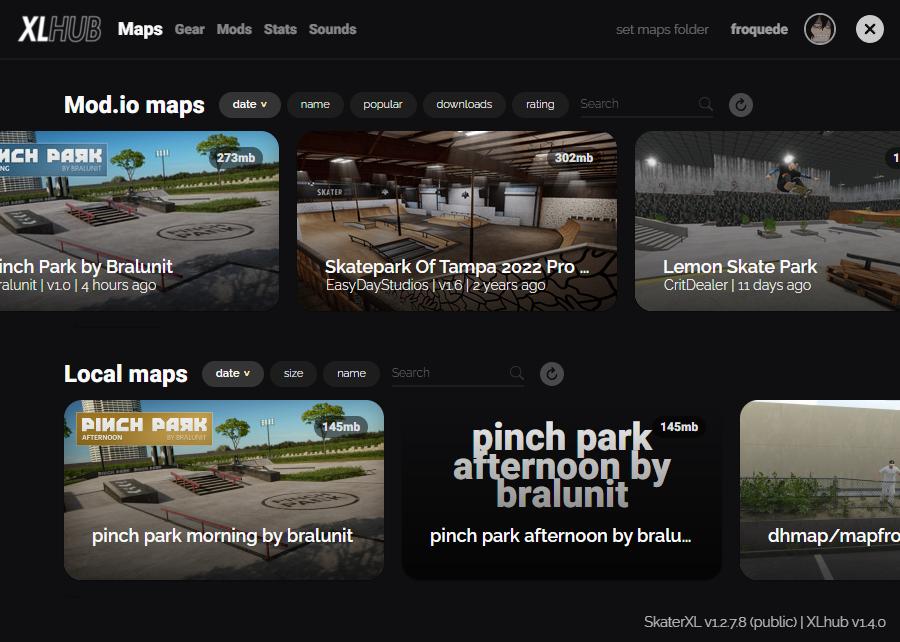 XLHUB Maps Gear Mods Stats Sounds set maps folder froquede
Mod.io maps date v name popular downloads rating Search
NCH PARK
NG BY BRALUNIT
273mb
inch Park by Bralunit
ralunit | v1.0 | 4 hours ago
SKATER
302mb
Skatepark Of Tampa 2022 Pro ...
EasyDayStudios | v1.6 | 2 years ago
1
Lemon Skate Park
CritDealer | 11 days ago
Local maps date v size name Search
PINCH PARK
AFTERNOON BY BRALUNIT
145mb
PINCH PARK
pinch park morning by bralunit
pinch park
afternoon by
bralunit
145mb
pinch park afternoon by bralu...
dhmap/mapfro
SkaterXL v1.2.7.8 (public) | XLhub v1.4.0